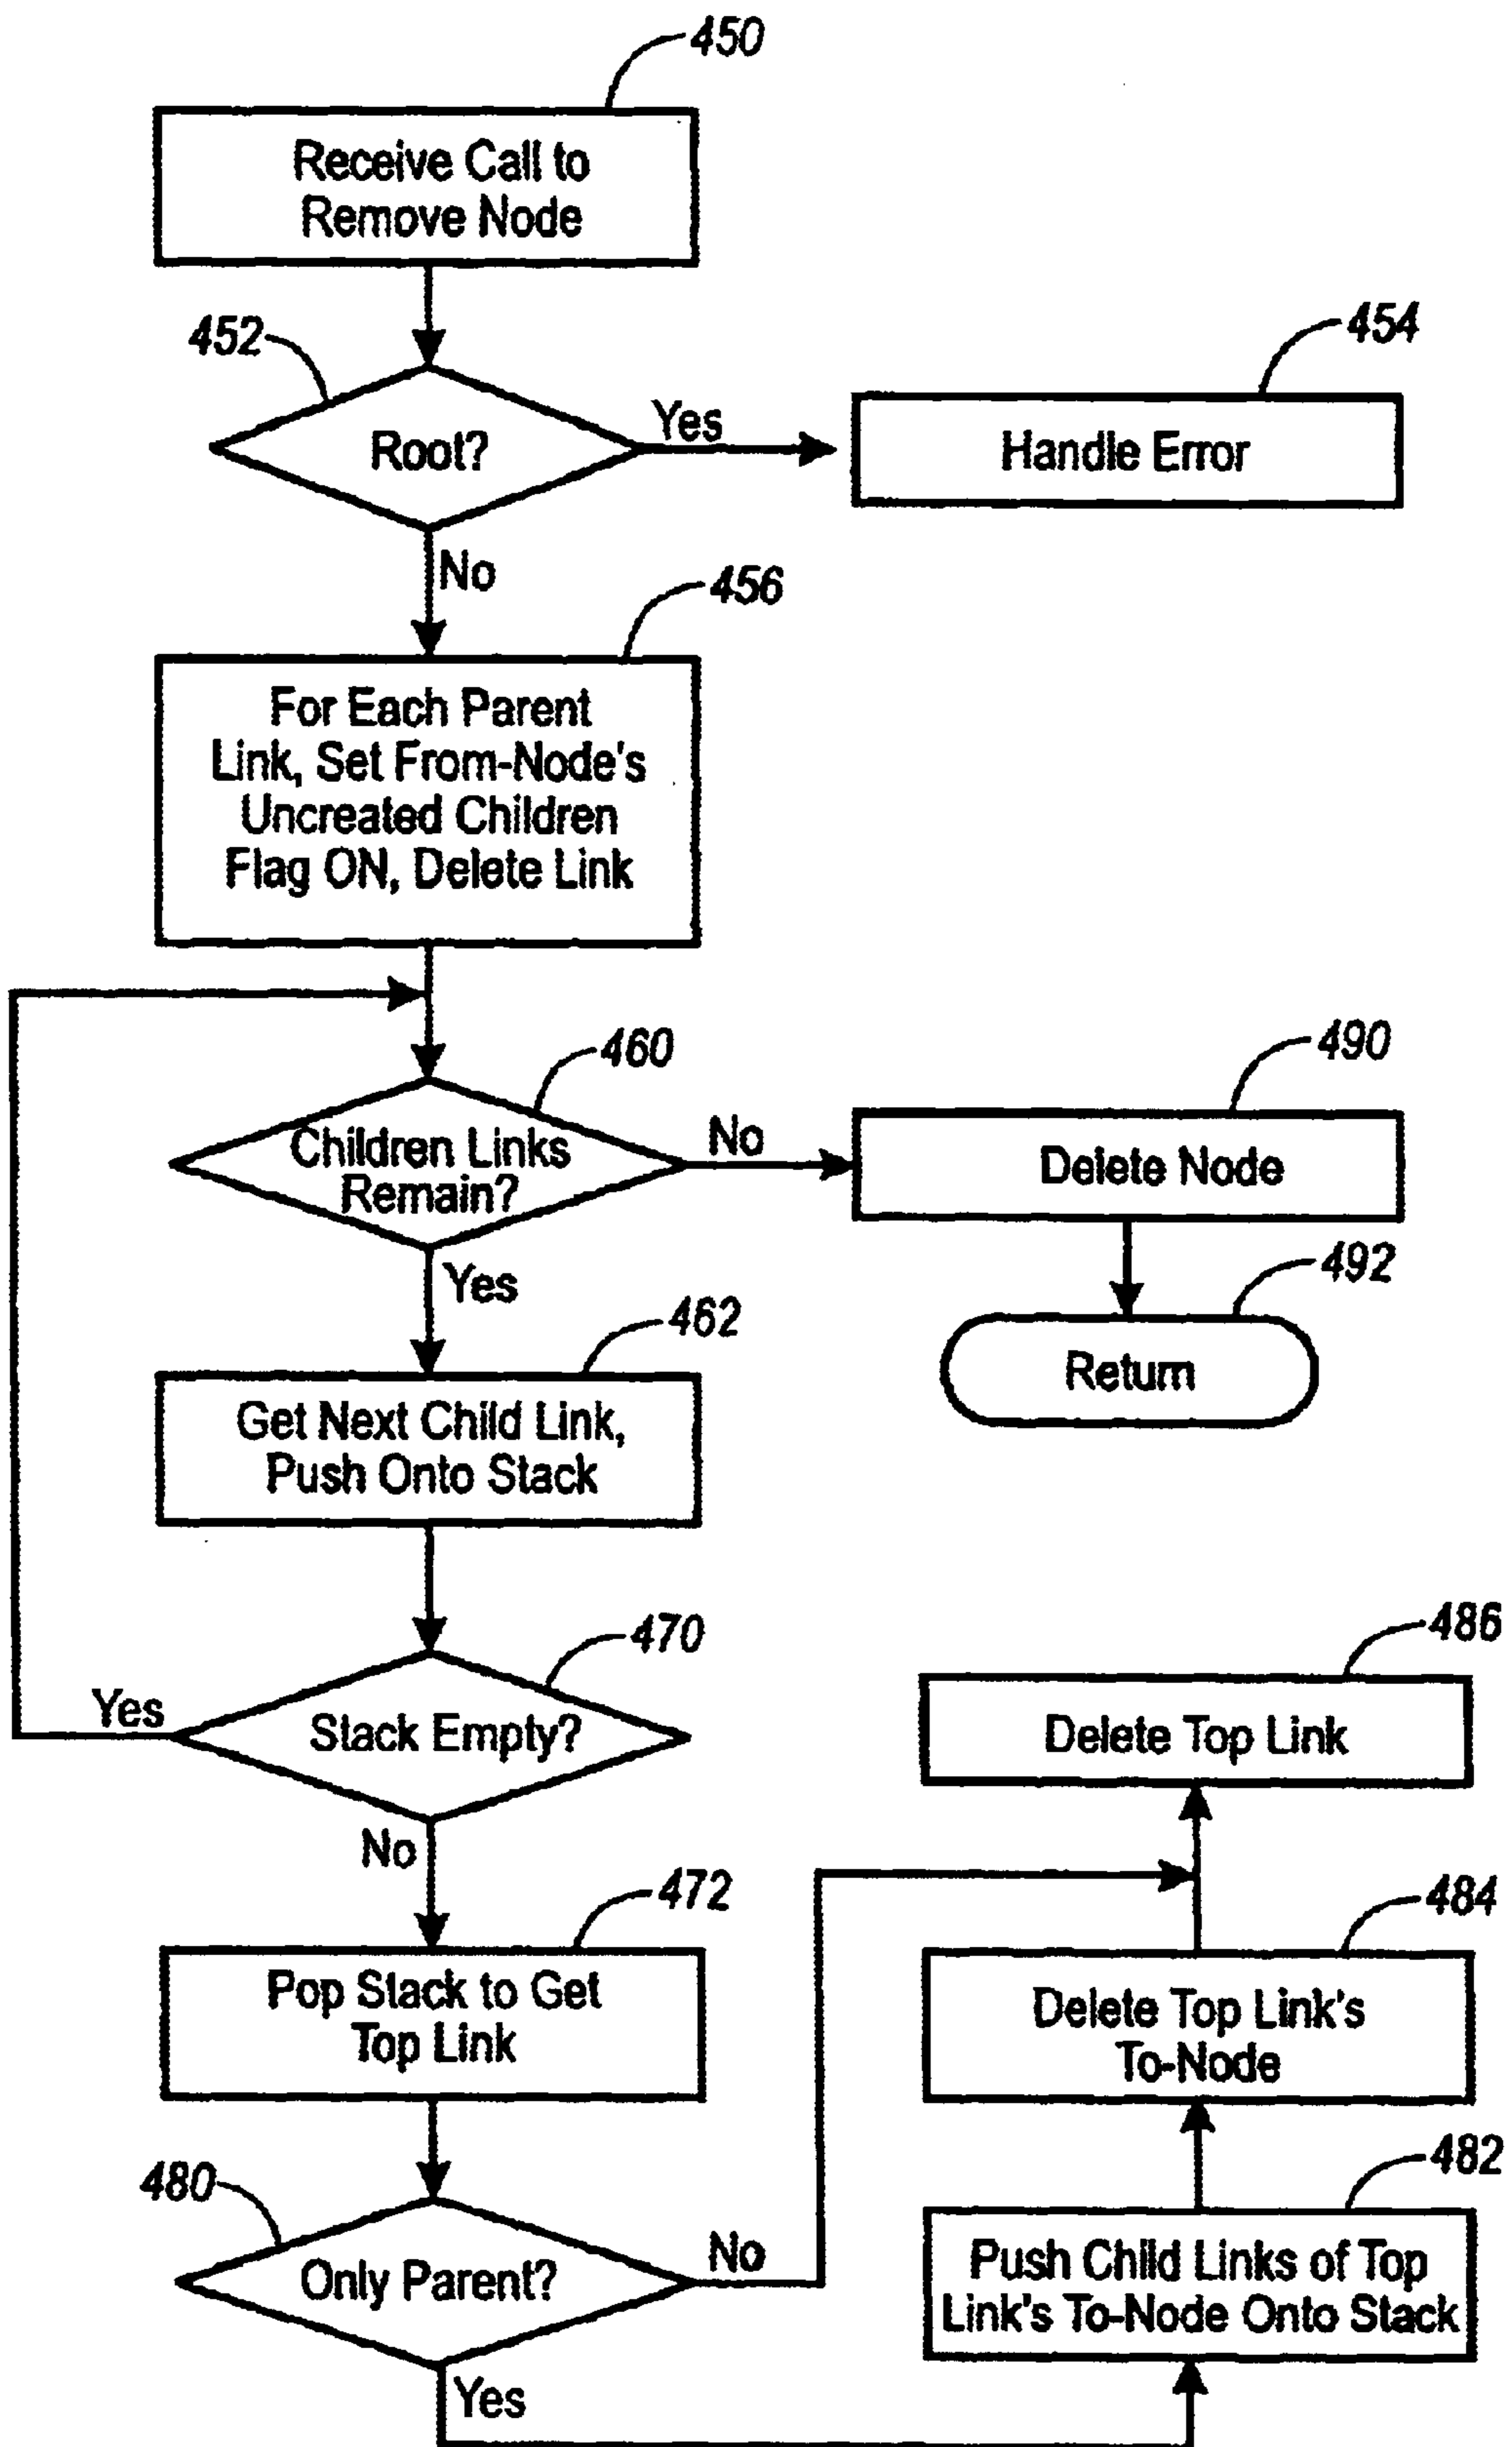 450
Receive Call to
Remove Node
452
Root?
Yes
454
Handle Error
No
456
For Each Parent
Link, Set From-Node's
Uncreated Children
Flag ON, Delete Link
460
Children Links
Remain?
No
490
Delete Node
492
Return
Yes
462
Get Next Child Link,
Push Onto Stack
470
Stack Empty?
Yes
No
472
Pop Stack to Get
Top Link
480
Only Parent?
No
Yes
486
Delete Top Link
484
Delete Top Link's
To-Node
482
Push Child Links of Top
Link's To-Node Onto Stack